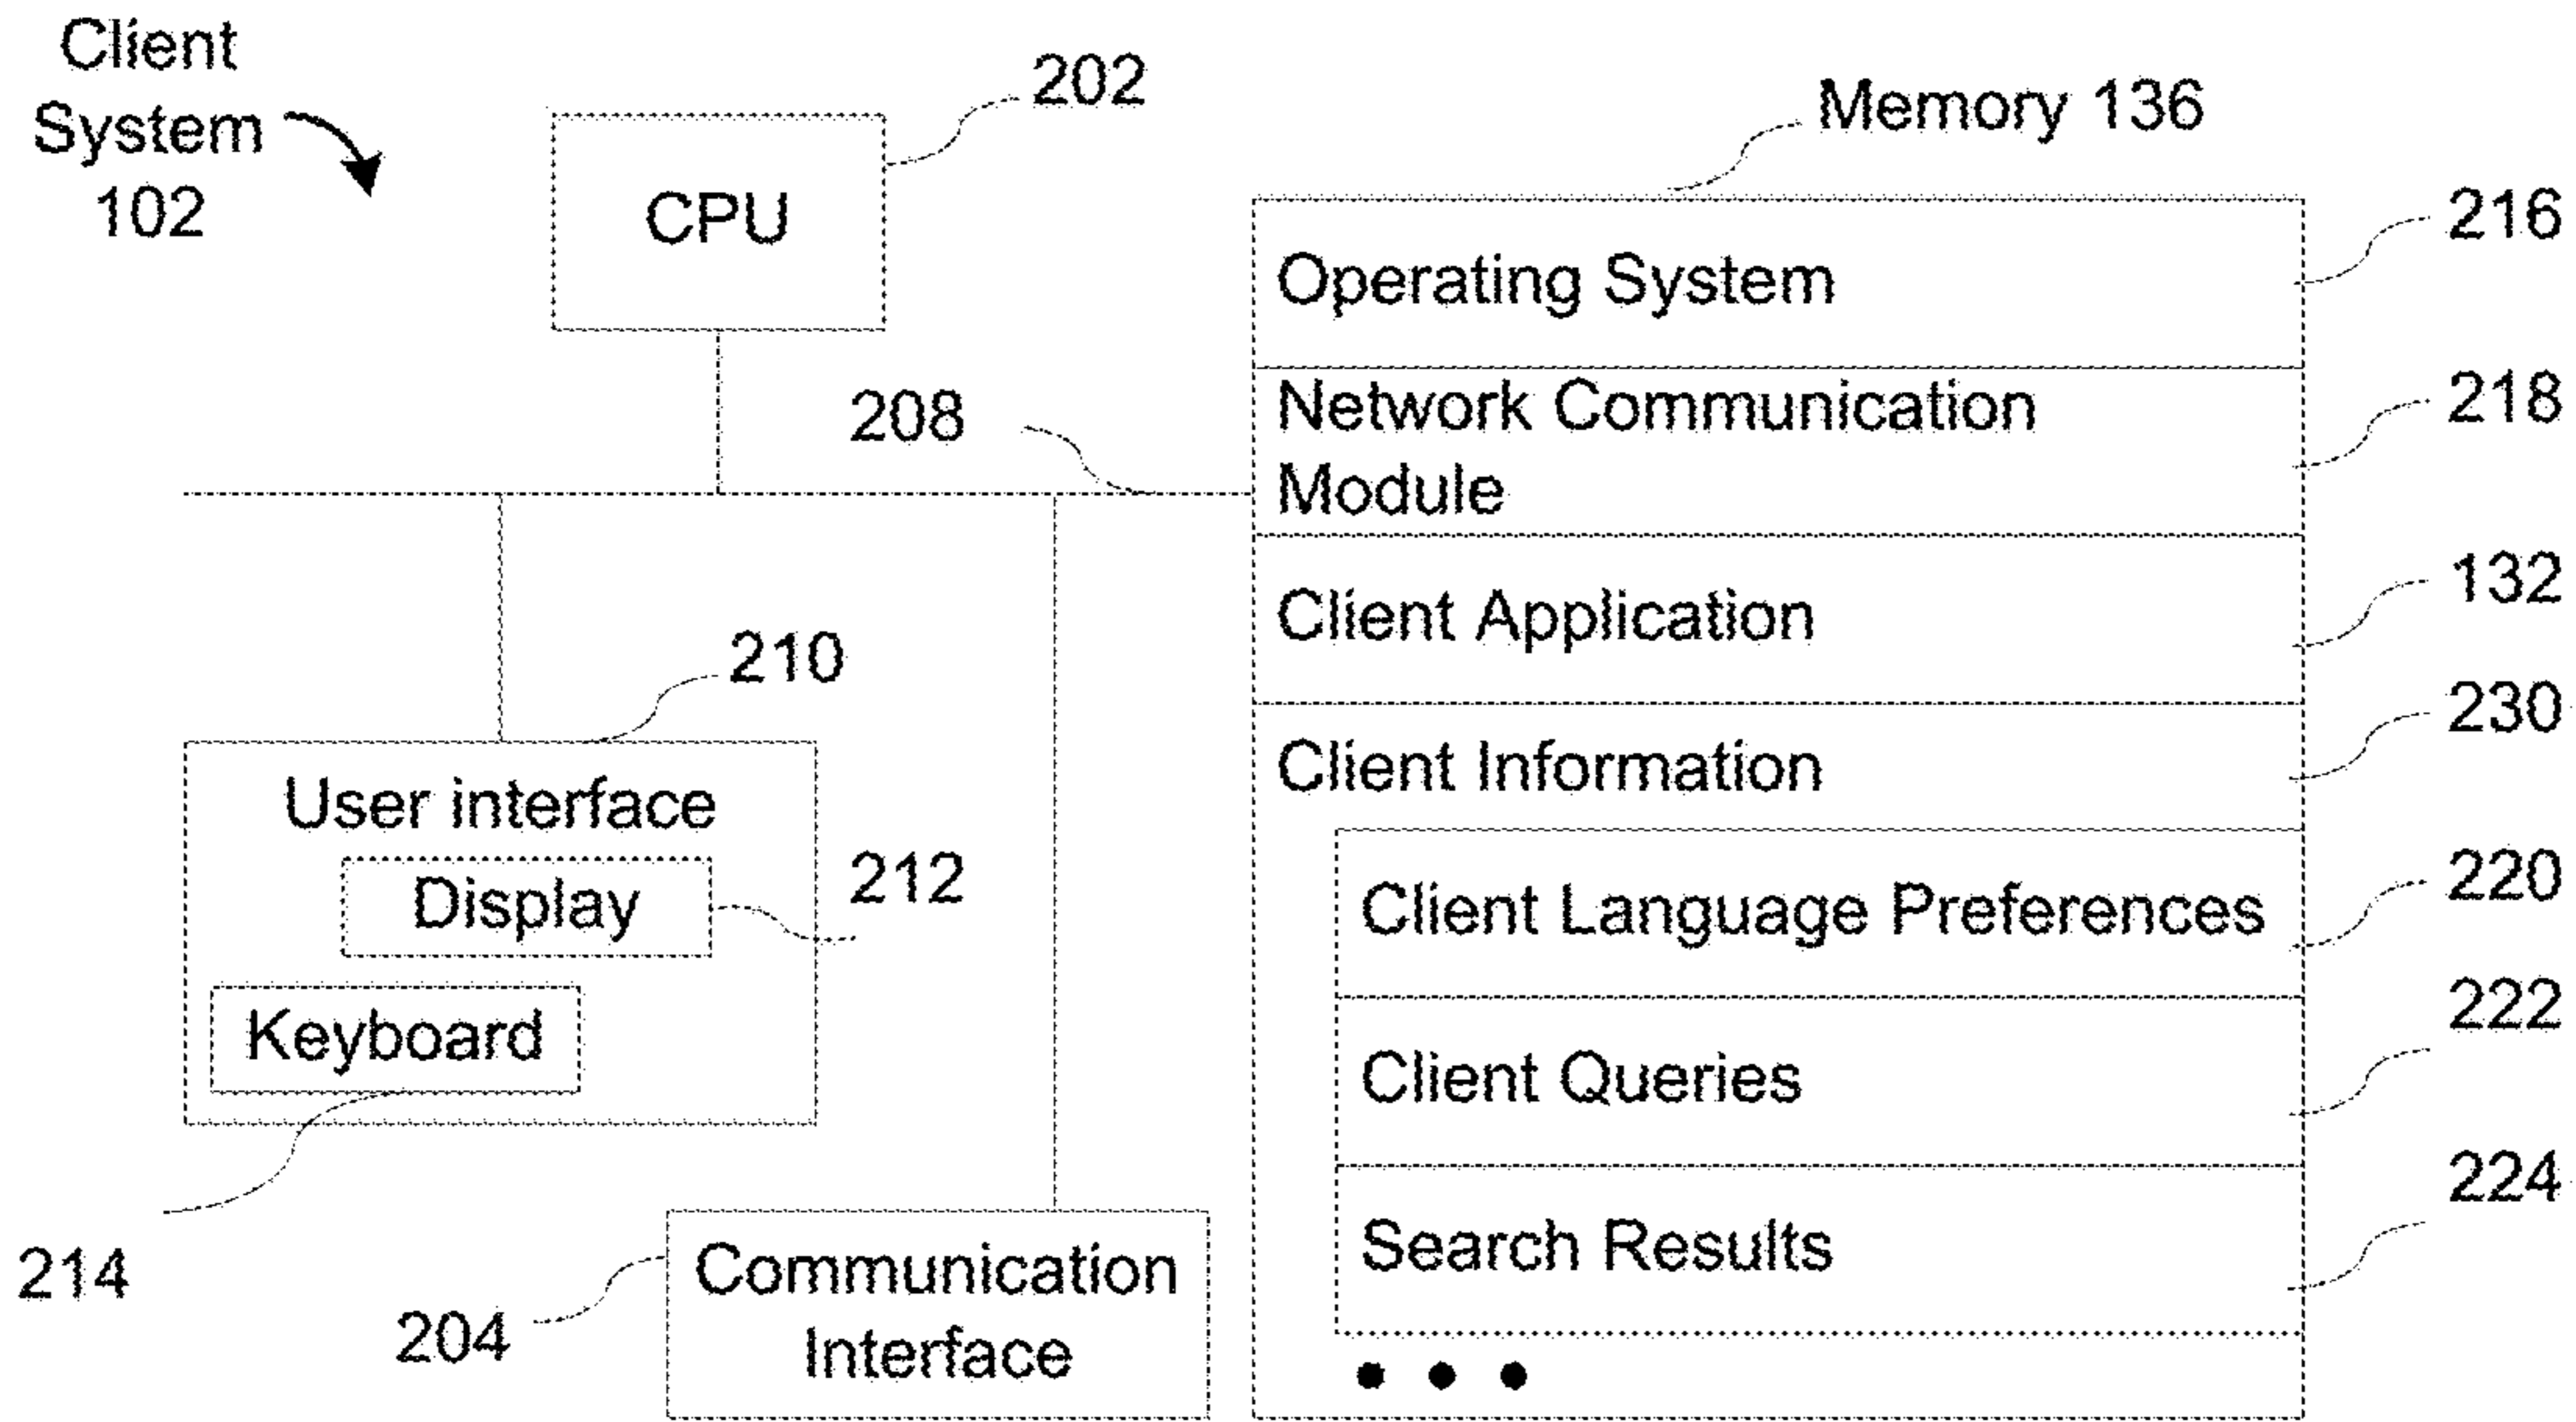 Client
System
102
202
CPU
Memory 136
Operating System
216
Network Communication
Module
218
208
Client Application
132
210
Client Information
230
User interface
Display
212
Keyboard
214
Client Language Preferences
220
Client Queries
222
Search Results
224
Communication
Interface
204
• • •